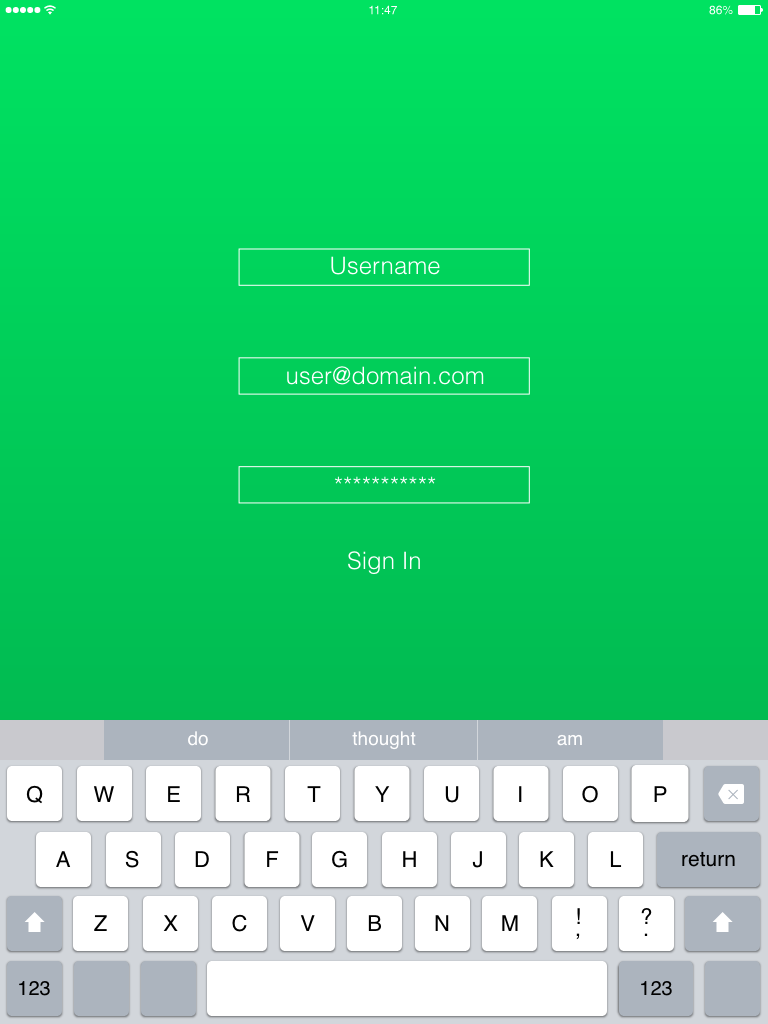 11:47 86%
Username
user@domain.com
***********
Sign In
do thought am
Q W E R T Y U I O P
A S D F G H J K L return
Z X C V B N M ! , ? .
123 123